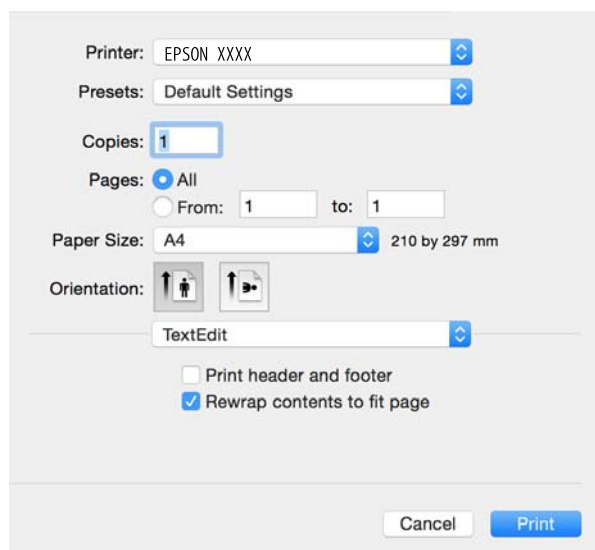 Printer: EPSON XXXX
Presets: Default Settings
Copies: 1
Pages: All
From: 1 to: 1
Paper Size: A4 210 by 297 mm
Orientation:
TextEdit
Print header and footer
Rewrap contents to fit page
Cancel Print